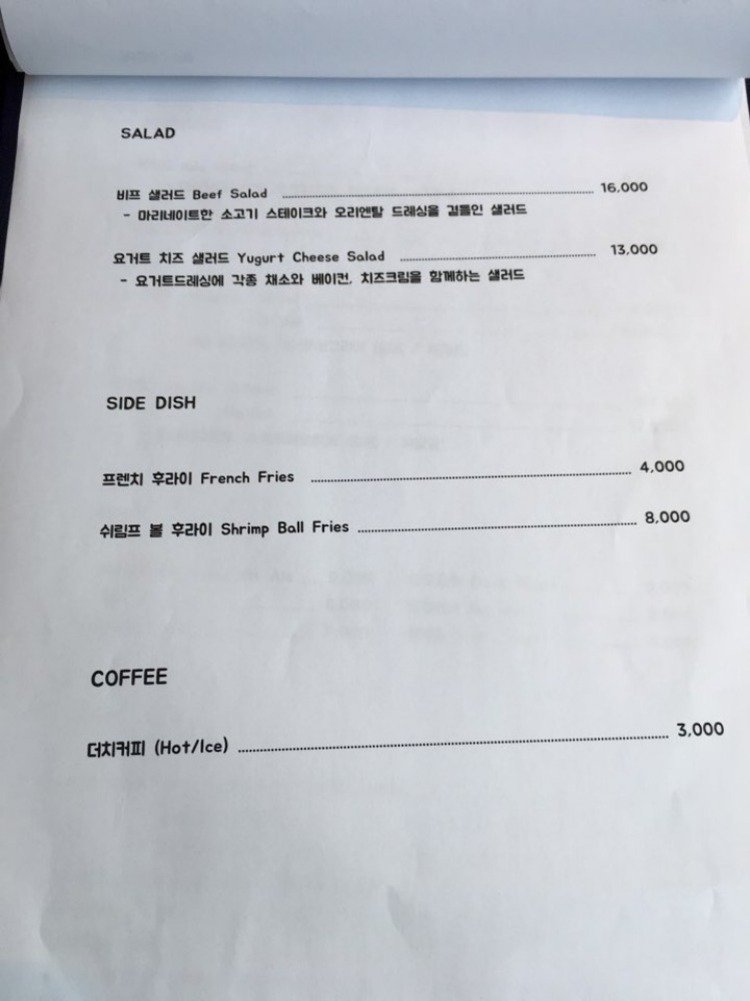 SALAD
비프 샐러드 Beef Salad 16,000
- 마리네이트한 소고기 스테이크와 오리엔탈 드레싱을 곁들인 샐러드
요거트 치즈 샐러드 Yugurt Cheese Salad 13,000
- 요거트드레싱에 각종 채소와 베이컨, 치즈크림을 함께하는 샐러드
SIDE DISH
프렌치 후라이 French Fries 4,000
쉬림프 볼 후라이 Shrimp Ball Fries 8,000
COFFEE
더치커피 (Hot/Ice) 3,000